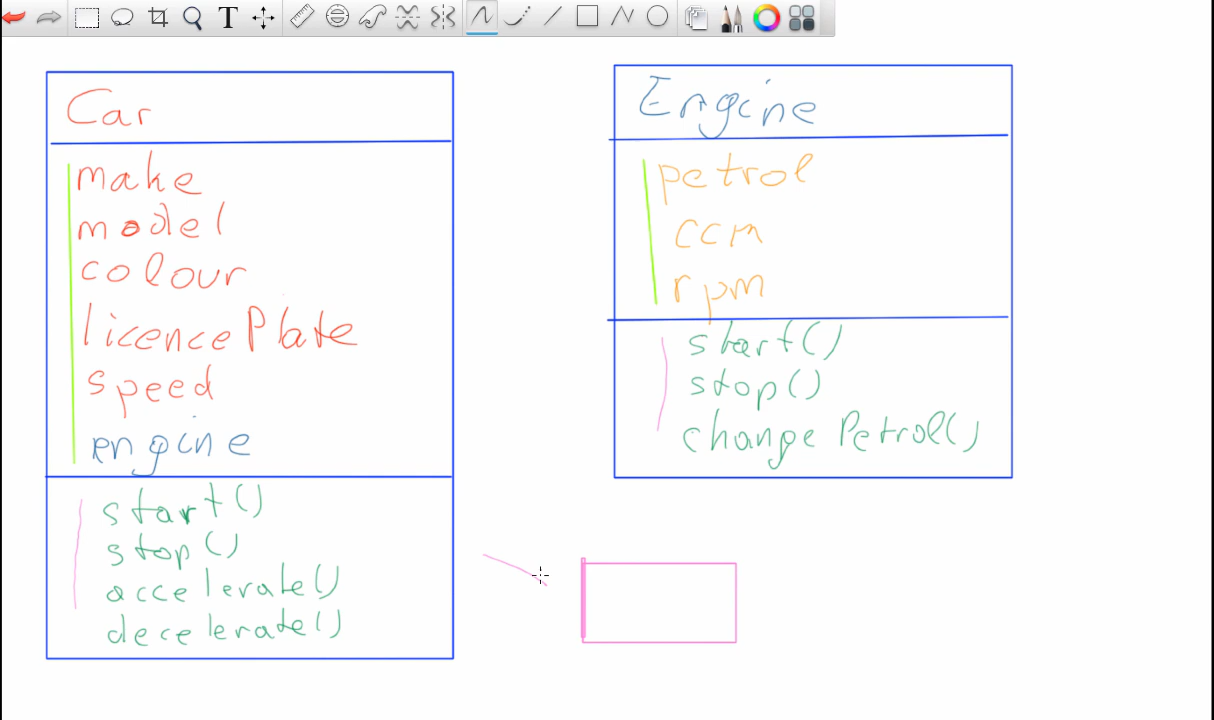 Car
make
model
colour
licencePlate
speed
engine
start()
stop()
accelerate()
decelerate()
Engine
petrol
ccm
rpm
start()
stop()
changePetrol()